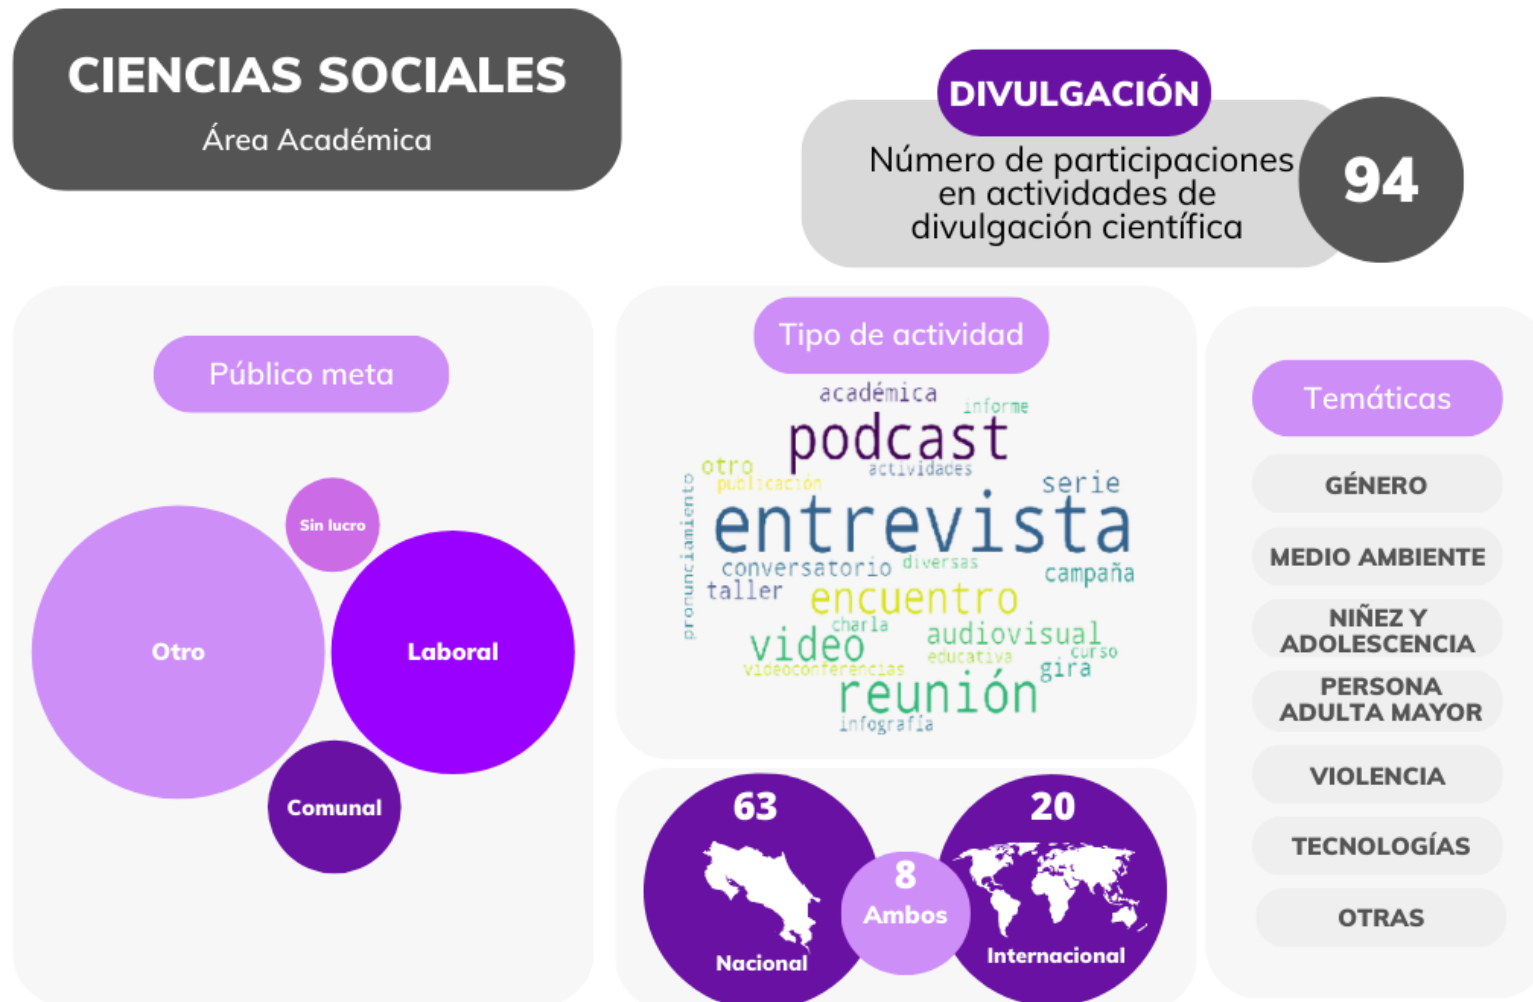 CIENCIAS SOCIALES
Área Académica
DIVULGACIÓN
Número de participaciones
en actividades de
divulgación científica
94
Público meta
Sin lucro
Otro
Laboral
Comunal
Tipo de actividad
académica
informe
podcast
otro
actividades
publicación
serie
pronunciamiento
entrevista
conversatorio
diversas
campaña
taller
encuentro
charla
video
audiovisual
curso
educativa
videoconferencias
gira
reunión
infografía
63
Nacional
8
Ambos
20
Internacional
Temáticas
GÉNERO
MEDIO AMBIENTE
NIÑEZ Y
ADOLESCENCIA
PERSONA
ADULTA MAYOR
VIOLENCIA
TECNOLOGÍAS
OTRAS